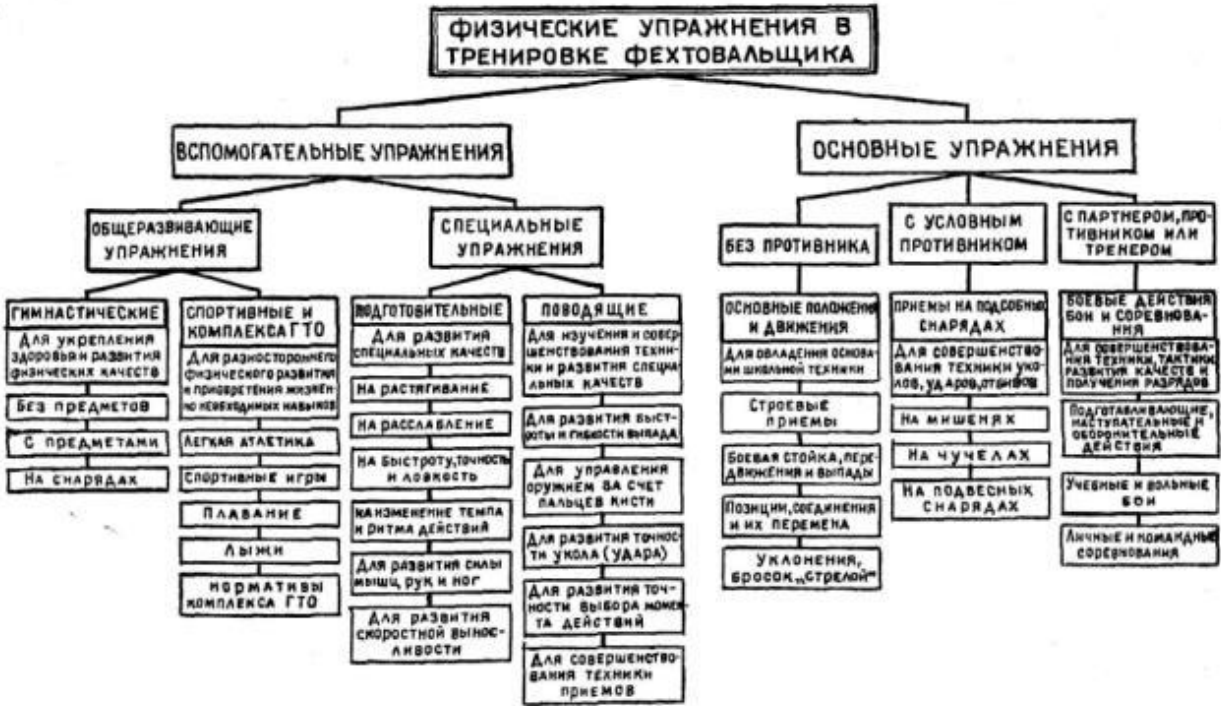 ФИЗИЧЕСКИЕ УПРАЖНЕНИЯ В
ТРЕНИРОВКЕ ФЕХТОВАЛЬЩИКА
ВСПОМОГАТЕЛЬНЫЕ УПРАЖНЕНИЯ
ОСНОВНЫЕ УПРАЖНЕНИЯ
ОБЩЕРАЗВИВАЮЩИЕ
УПРАЖНЕНИЯ
СПЕЦИАЛЬНЫЕ
УПРАЖНЕНИЯ
БЕЗ ПРОТИВНИКА
С УСЛОВНЫМ
ПРОТИВНИКОМ
С ПАРТНЕРОМ, ПРО-
ТИВНИКОМ ИЛИ
ТРЕНЕРОМ
ГИМНАСТИЧЕСКИЕ
Для укрепления
здоровья и развития
физических качеств
Без предметов
С предметами
На снарядах
СПОРТИВНЫЕ И
КОМПЛЕКСА ГТО
Для разностороннего
физического развития
и приобретения жизнен-
но необходимых навыков
Легкая атлетика
Спортивные игры
Плавание
Лыжи
Нормативы
комплекса ГТО
ПОДГОТОВИТЕЛЬНЫЕ
Для развития
специальных качеств
На растягивание
На расслабление
На быстроту, точность
и ловкость
На изменение темпа
и ритма действий
Для развития силы
мышц рук и ног
Для развития
скоростной вынос-
ливости
ПОВОДЯЩИЕ
Для изучения и совер-
шенствования техни-
ки и развития специ-
альных качеств
Для развития быст-
роты и гибкости выпада
Для управления
оружием за счет
пальцев кисти
Для развития точно-
сти укола (удара)
Для развития точ-
ности выбора момен-
та действий
Для совершенство-
вания техники
приемов
ОСНОВНЫЕ ПОЛОЖЕНИЯ
И ДВИЖЕНИЯ
Для овладения основа-
ми школьной техники
Строевые
приемы
Боевая стойка, пере-
движения и выпады
Позиции, соединения
и их перемена
Уклонения,
бросок „стрелой"
ПРИЕМЫ НА ПОДСОБНЫХ
СНАРЯДАХ
Для совершенство-
вания техники уко-
лов, ударов, отбивов
На мишенях
На чучелах
На подвесных
снарядах
БОЕВЫЕ ДЕЙСТВИЯ
БОИ И СОРЕВНОВАНИЯ
Для совершенствова-
ния техники, тактики,
развития качеств и
получения разрядов
Подготавливающие,
наступательные и
оборонительные
действия
Учебные и вольные
бои
Личные и командные
соревнования